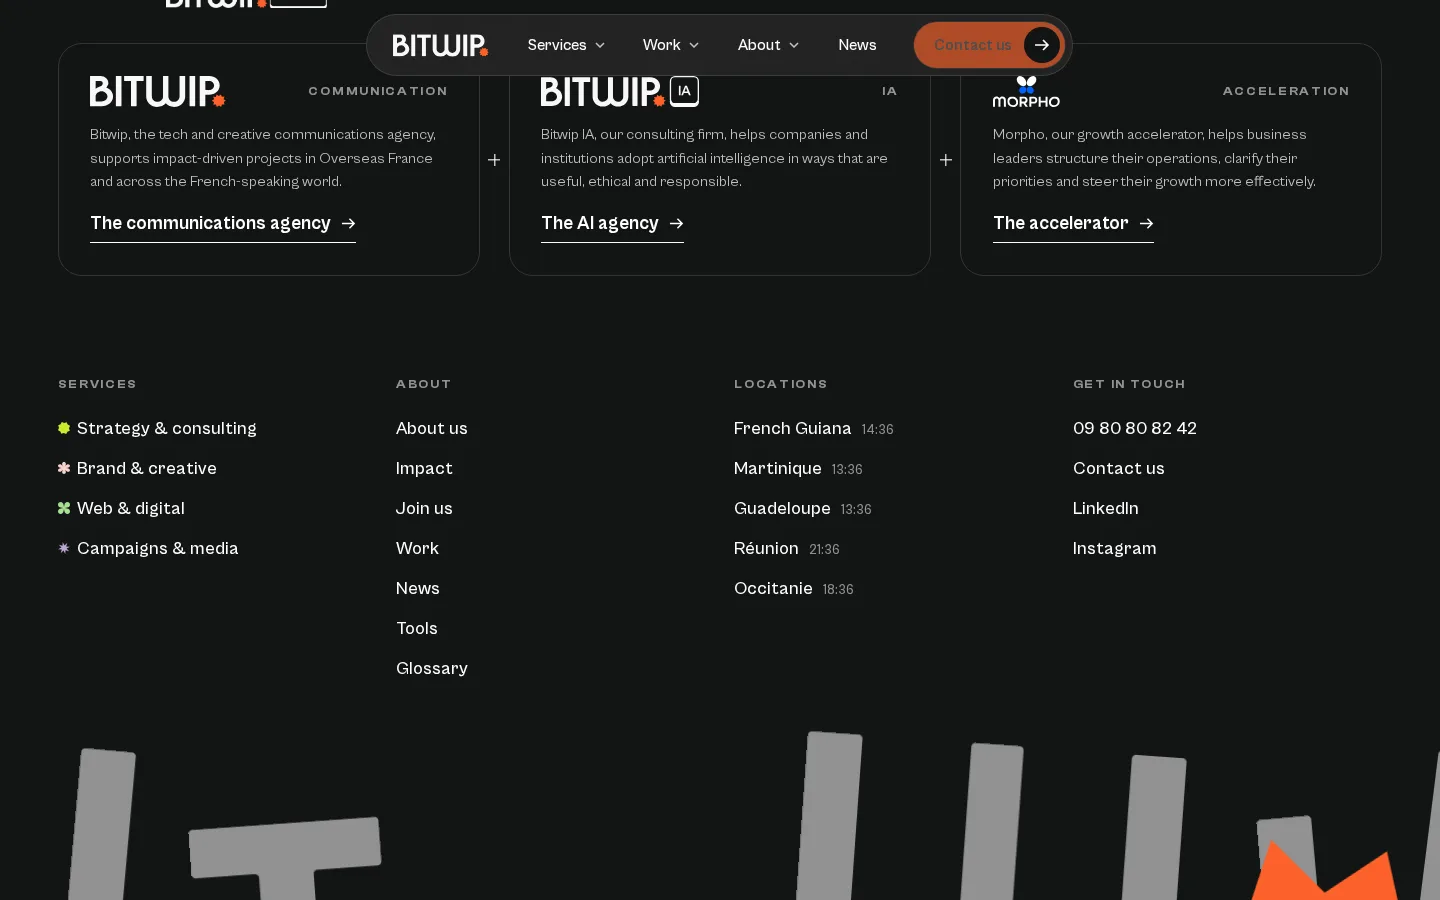 BITWIP
Services
Work
About
News
Contact us
BITWIP
COMMUNICATION
Bitwip, the tech and creative communications agency,
supports impact-driven projects in Overseas France
and across the French-speaking world.
The communications agency
BITWIP IA
IA
Bitwip IA, our consulting firm, helps companies and
institutions adopt artificial intelligence in ways that are
useful, ethical and responsible.
The AI agency
MORPHO
ACCELERATION
Morpho, our growth accelerator, helps business
leaders structure their operations, clarify their
priorities and steer their growth more effectively.
The accelerator
SERVICES
Strategy & consulting
Brand & creative
Web & digital
Campaigns & media
ABOUT
About us
Impact
Join us
Work
News
Tools
Glossary
LOCATIONS
French Guiana 14:36
Martinique 13:36
Guadeloupe 13:36
Réunion 21:36
Occitanie 18:36
GET IN TOUCH
09 80 80 82 42
Contact us
LinkedIn
Instagram